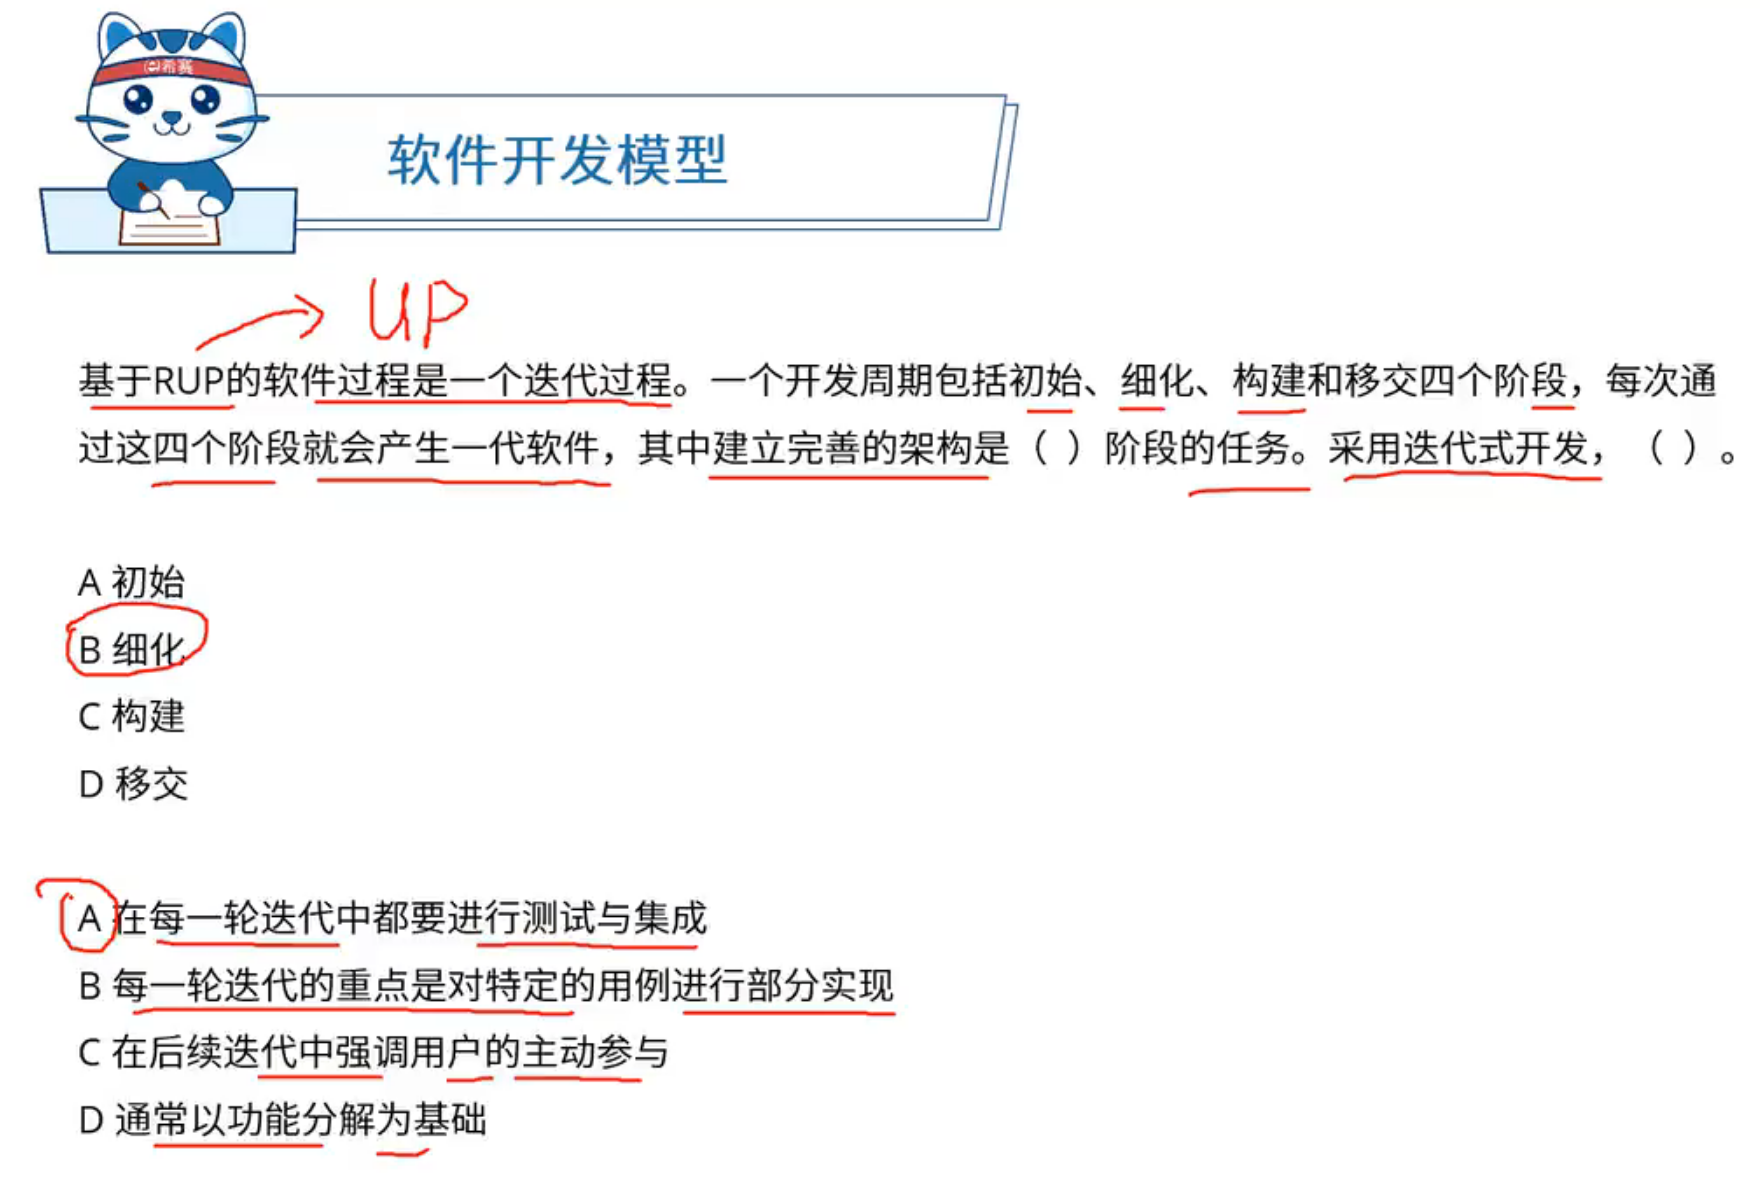 希赛
软件开发模型
UP
基于RUP的软件过程是一个迭代过程。一个开发周期包括初始、细化、构建和移交四个阶段，每次通
过这四个阶段就会产生一代软件，其中建立完善的架构是（ ）阶段的任务。采用迭代式开发，（ ）。
A 初始
B 细化
C 构建
D 移交
A 在每一轮迭代中都要进行测试与集成
B 每一轮迭代的重点是对特定的用例进行部分实现
C 在后续迭代中强调用户的主动参与
D 通常以功能分解为基础